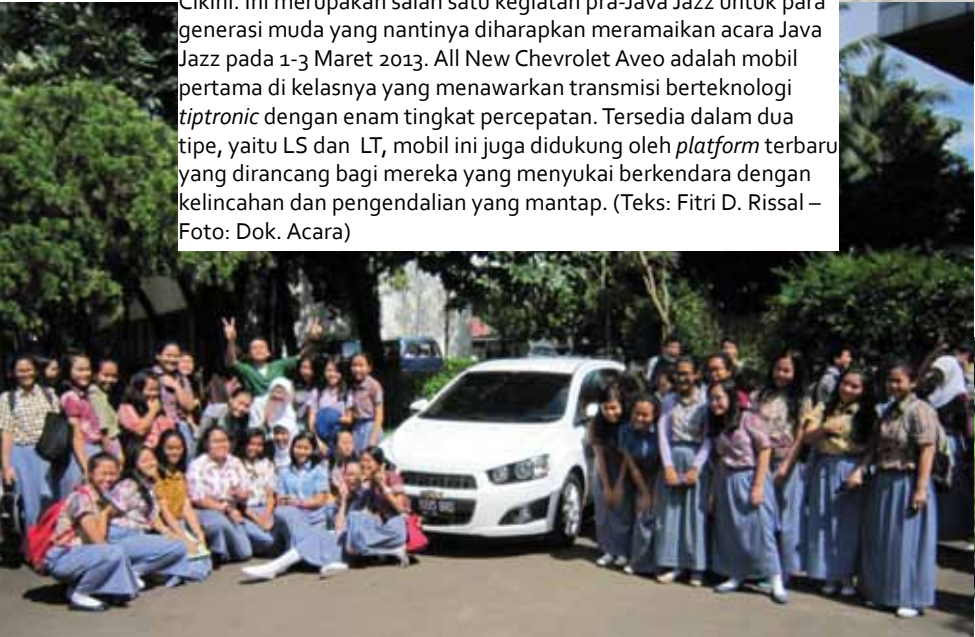 Cikini. Ini merupakan salah satu kegiatan pra-Java Jazz untuk para
generasi muda yang nantinya diharapkan meramaikan acara Java
Jazz pada 1-3 Maret 2013. All New Chevrolet Aveo adalah mobil
pertama di kelasnya yang menawarkan transmisi berteknologi
tiptronic dengan enam tingkat percepatan. Tersedia dalam dua
tipe, yaitu LS dan LT, mobil ini juga didukung oleh platform terbaru
yang dirancang bagi mereka yang menyukai berkendara dengan
kelincahan dan pengendalian yang mantap. (Teks: Fitri D. Rissal –
Foto: Dok. Acara)